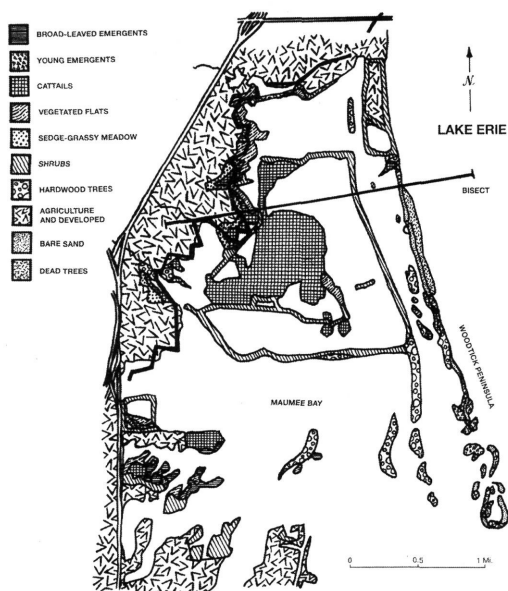 BROAD-LEAVED EMERGENTS
YOUNG EMERGENTS
CATTAILS
VEGETATED FLATS
SEDGE-GRASSY MEADOW
SHRUBS
HARDWOOD TREES
AGRICULTURE
AND DEVELOPED
BARE SAND
DEAD TREES
N.
LAKE ERIE
BISECT
WOODTICK PENINSULA
MAUMEE BAY
0 0.5 1 Mi.